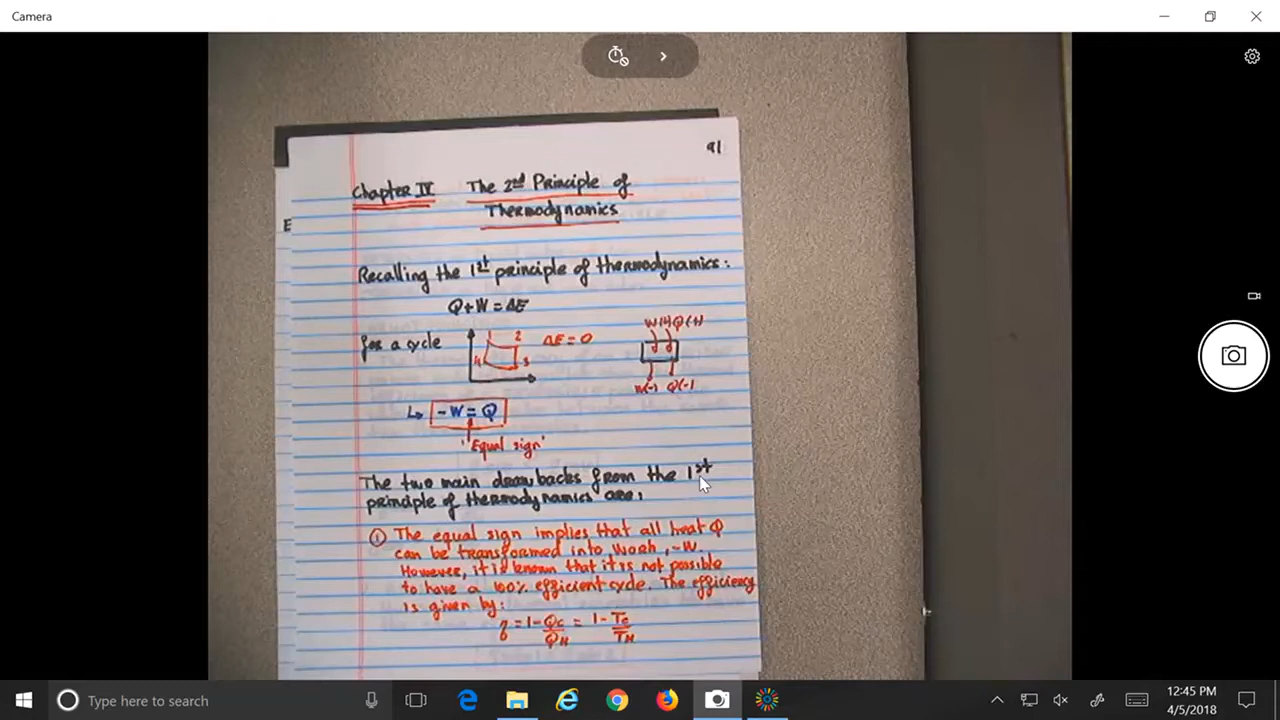 Camera
91
Chapter IV The 2nd Principle of
Thermodynamics
E
Recalling the 1st principle of thermodynamics:
Q+W = ΔE
W(+) Q(+)
for a cycle
1 2
4 3
ΔE = 0
W(-) Q(-)
↳ -W = Q
"Equal sign"
The two main drawbacks from the 1st
principle of thermodynamics are:
① The equal sign implies that all heat Q
can be transformed into work, -W.
However, it is known that it is not possible
to have a 100% efficient cycle. The efficiency
is given by:
η = 1 - Qc/QH = 1 - Tc/TH
Type here to search
12:45 PM
4/5/2018